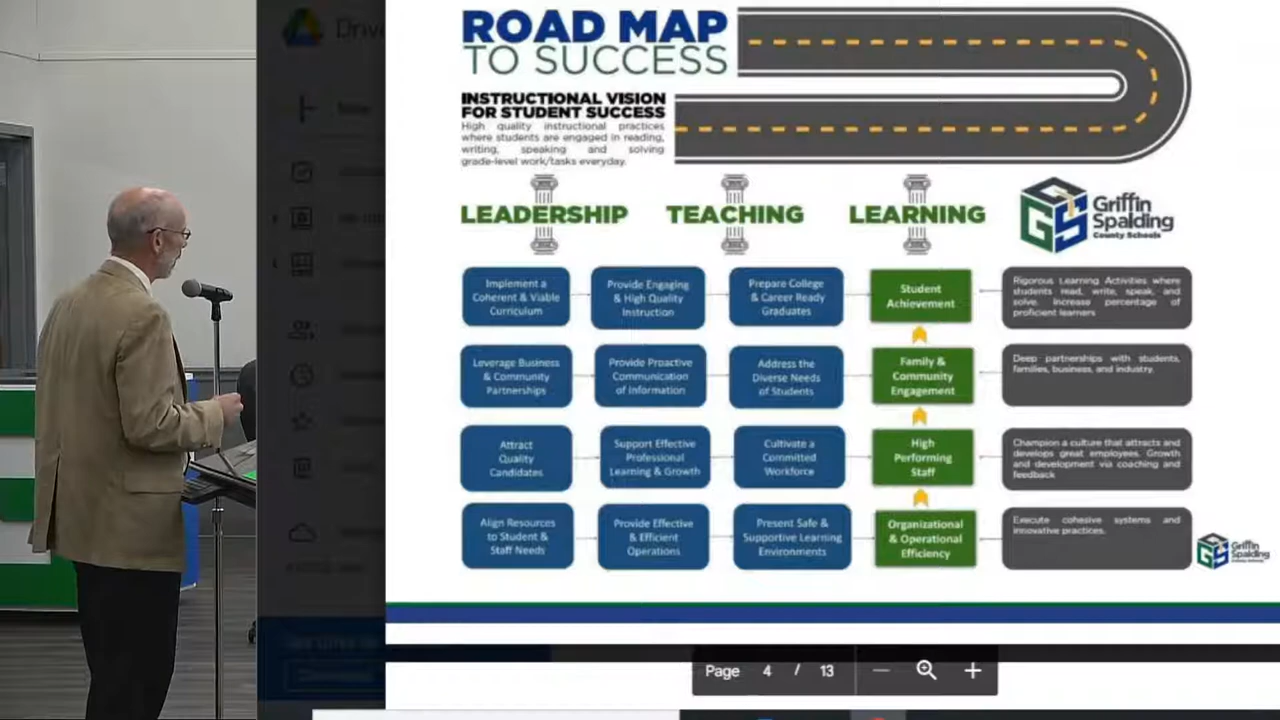 Drive
ROAD MAP
TO SUCCESS
INSTRUCTIONAL VISION
FOR STUDENT SUCCESS
High quality instructional practices
where students are engaged in reading,
writing, speaking and solving
grade-level work/tasks everyday.
LEADERSHIP
TEACHING
LEARNING
Griffin
Spalding
County Schools
Implement a
Coherent & Viable
Curriculum
Provide Engaging
& High Quality
Instruction
Prepare College
& Career Ready
Graduates
Student
Achievement
Rigorous Learning Activities where
students read, write, speak, and
solve. Increase percentage of
proficient learners
Leverage Business
& Community
Partnerships
Provide Proactive
Communication
of Information
Address the
Diverse Needs
of Students
Family &
Community
Engagement
Deep partnerships with students,
families, business, and industry.
Attract
Quality
Candidates
Support Effective
Professional
Learning & Growth
Cultivate a
Committed
Workforce
High
Performing
Staff
Champion a culture that attracts and
develops great employees. Growth
and development via coaching and
feedback
Align Resources
to Student &
Staff Needs
Provide Effective
& Efficient
Operations
Present Safe &
Supportive Learning
Environments
Organizational
& Operational
Efficiency
Execute cohesive systems and
innovative practices.
Griffin
Spalding
County Schools
Page 4 / 13